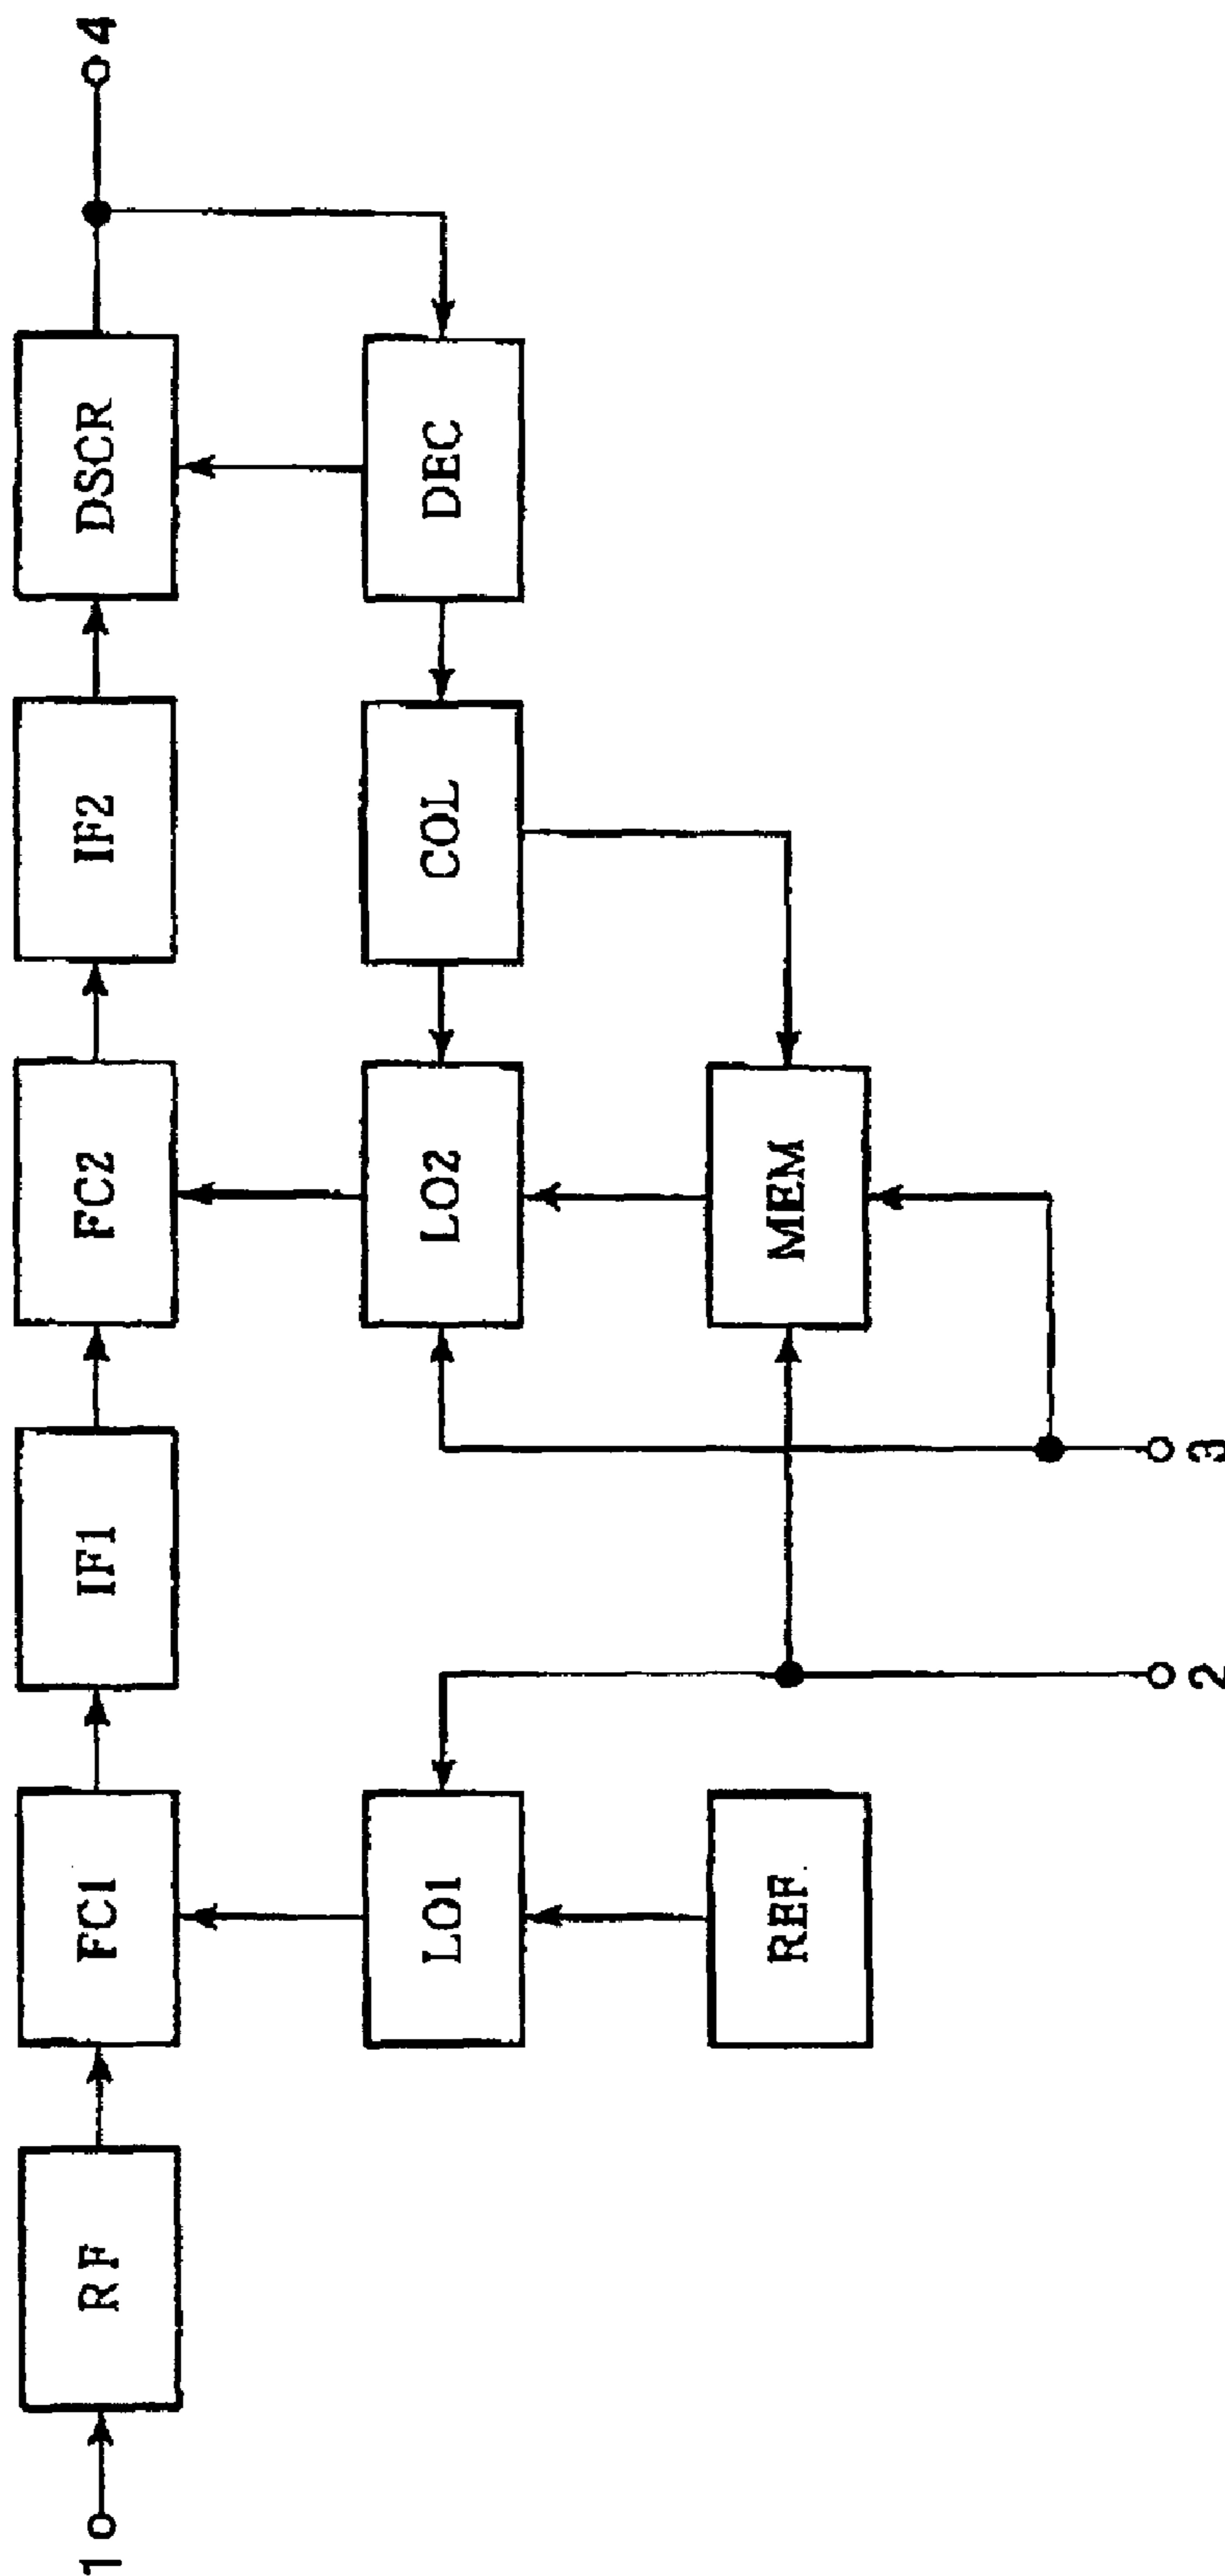 1
RF
FC1
IF1
FC2
IF2
DSCR
4
LO1
LO2
COL
DEC
REF
MEM
2
3